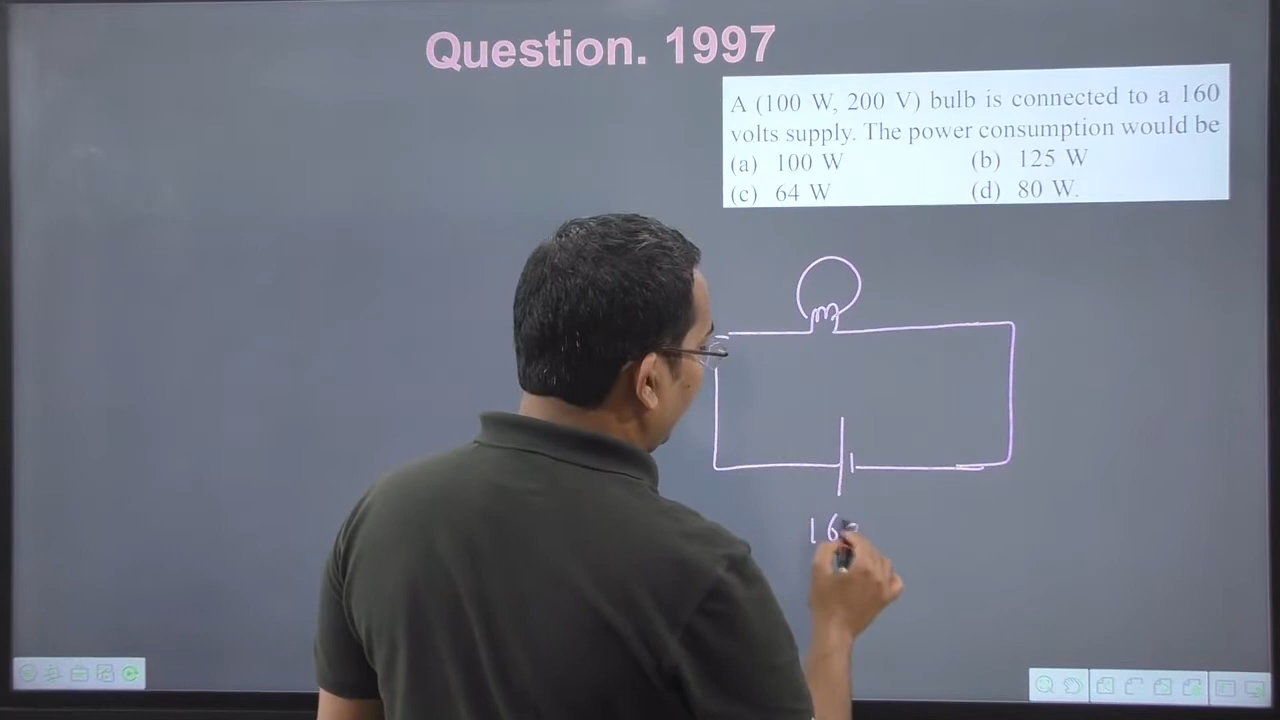 Question. 1997
A (100 W, 200 V) bulb is connected to a 160
volts supply. The power consumption would be
(a) 100 W (b) 125 W
(c) 64 W (d) 80 W.
16